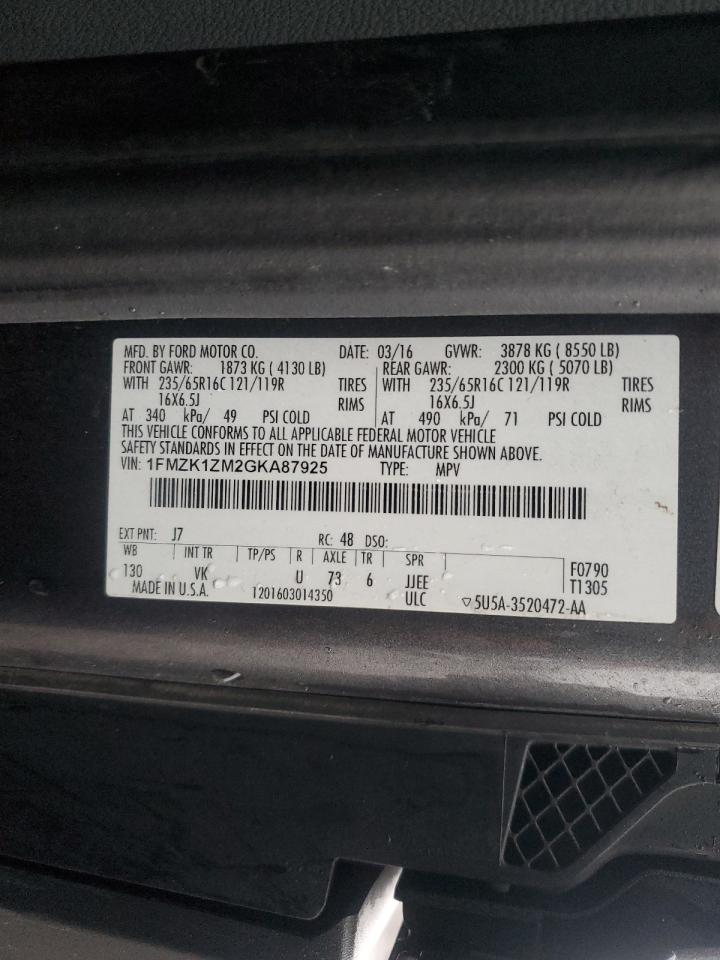 MFD. BY FORD MOTOR CO. DATE: 03/16 GVWR: 3878 KG ( 8550 LB)
FRONT GAWR: 1873 KG ( 4130 LB) REAR GAWR: 2300 KG ( 5070 LB)
WITH 235/65R16C 121/119R TIRES WITH 235/65R16C 121/119R TIRES
16X6.5J RIMS 16X6.5J RIMS
AT 340 kPa/ 49 PSI COLD AT 490 kPa/ 71 PSI COLD
THIS VEHICLE CONFORMS TO ALL APPLICABLE FEDERAL MOTOR VEHICLE
SAFETY STANDARDS IN EFFECT ON THE DATE OF MANUFACTURE SHOWN ABOVE.
VIN: 1FMZK1ZM2GKA87925 TYPE: MPV
EXT PNT: J7 RC: 48 DSO:
WB INT TR TP/PS R AXLE TR SPR F0790
130 VK U 73 6 JJEE T1305
MADE IN U.S.A. 1201603014350 ULC ▽5U5A-3520472-AA